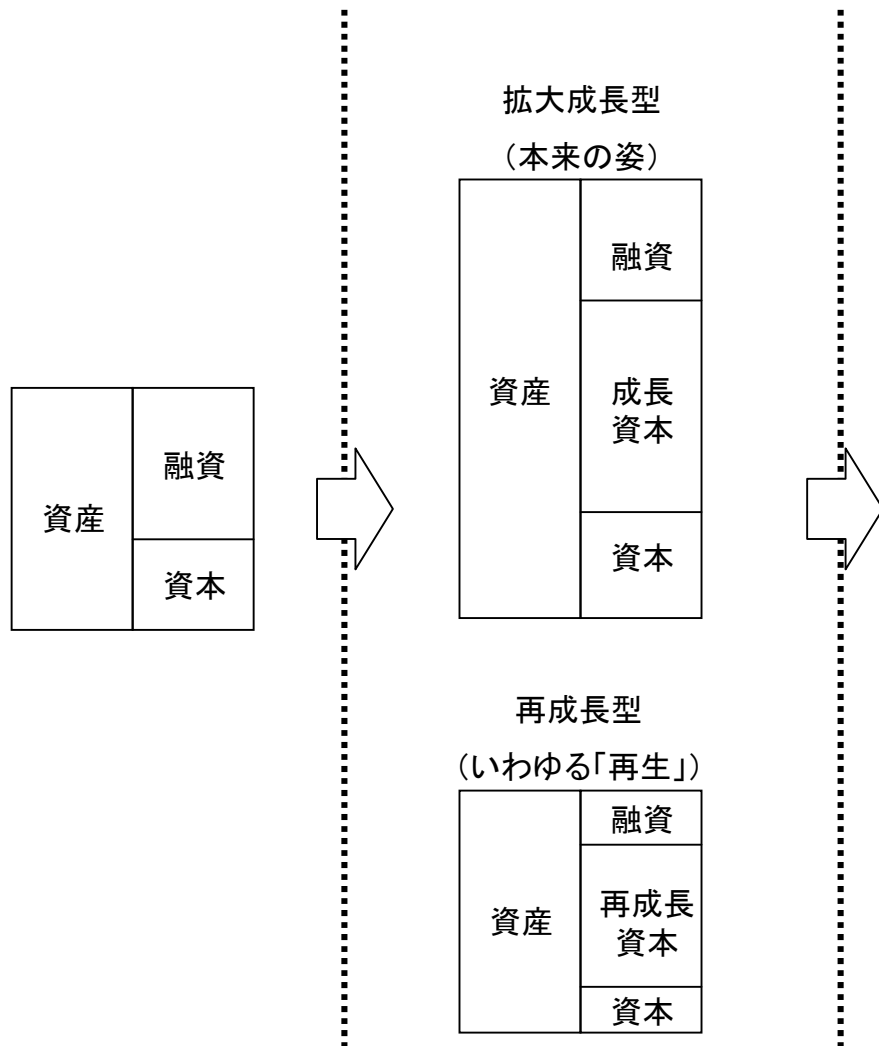 資産
融資
資本
拡大成長型
(本来の姿)
資産
融資
成長
資本
資本
再成長型
(いわゆる「再生」)
資産
融資
再成長
資本
資本